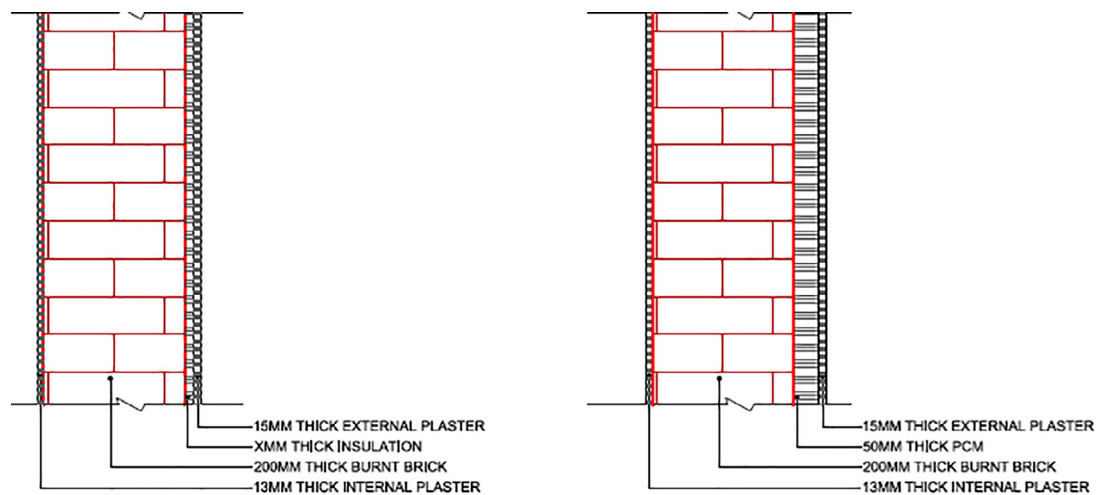 15MM THICK EXTERNAL PLASTER
XMM THICK INSULATION
200MM THICK BURNT BRICK
13MM THICK INTERNAL PLASTER
15MM THICK EXTERNAL PLASTER
50MM THICK PCM
200MM THICK BURNT BRICK
13MM THICK INTERNAL PLASTER